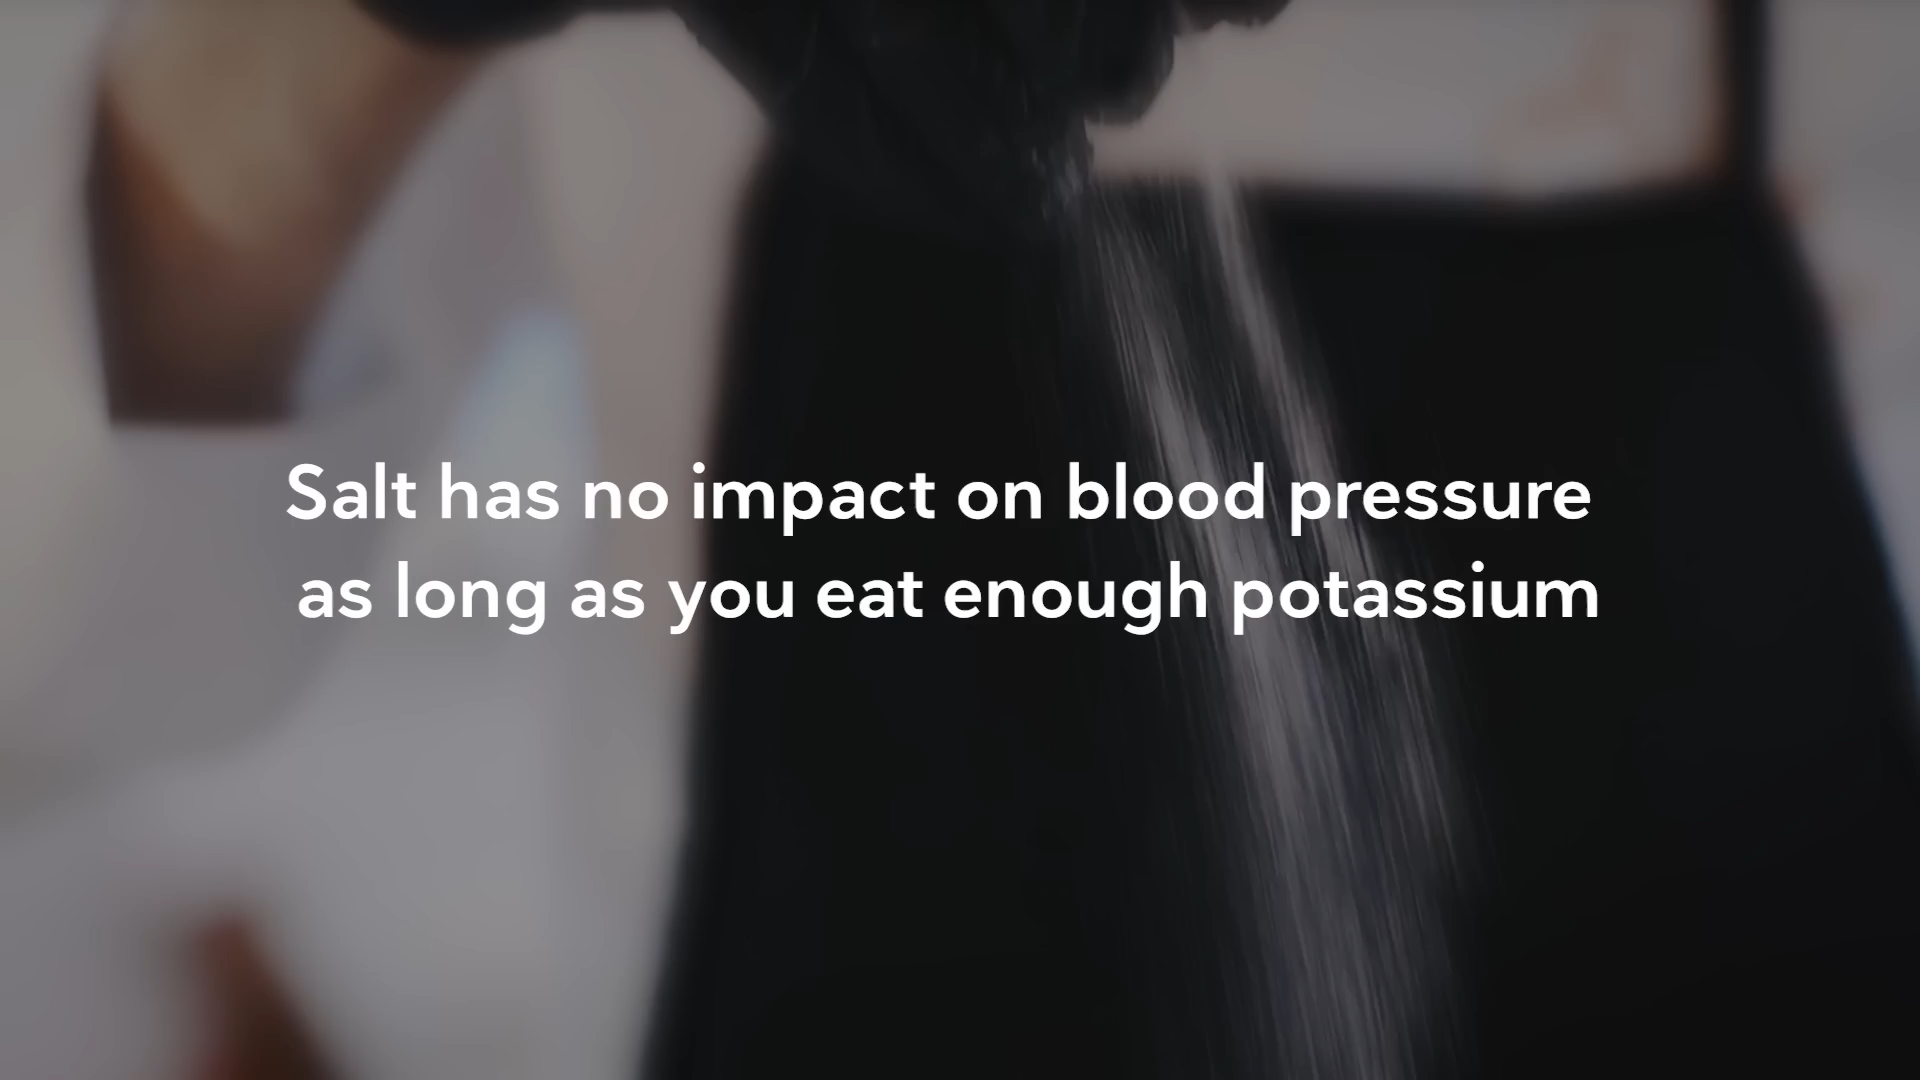 Salt has no impact on blood pressure
as long as you eat enough potassium